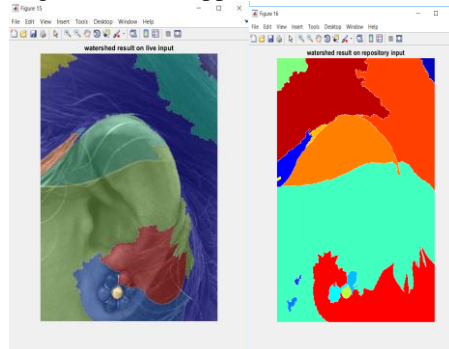 Figure 15
File Edit View Insert Tools Desktop Window Help
watershed result on live input
Figure 16
File Edit View Insert Tools Desktop Window Help
watershed result on repository input